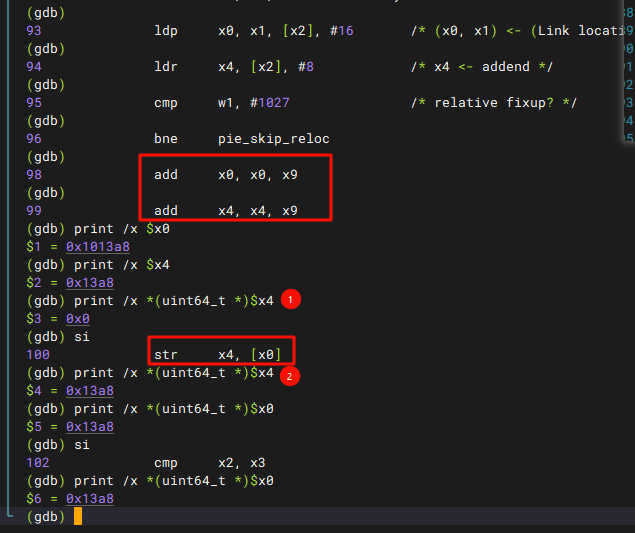 (gdb)
93 ldp x0, x1, [x2], #16 /* (x0, x1) <- (Link locati
(gdb)
94 ldr x4, [x2], #8 /* x4 <- addend */
(gdb)
95 cmp w1, #1027 /* relative fixup? */
(gdb)
96 bne pie_skip_reloc
(gdb)
98 add x0, x0, x9
(gdb)
99 add x4, x4, x9
(gdb) print /x $x0
$1 = 0x1013a8
(gdb) print /x $x4
$2 = 0x13a8
(gdb) print /x *(uint64_t *)$x4 1
$3 = 0x0
(gdb) si
100 str x4, [x0]
(gdb) print /x *(uint64_t *)$x4 2
$4 = 0x13a8
(gdb) print /x *(uint64_t *)$x0
$5 = 0x13a8
(gdb) si
102 cmp x2, x3
(gdb) print /x *(uint64_t *)$x0
$6 = 0x13a8
(gdb)